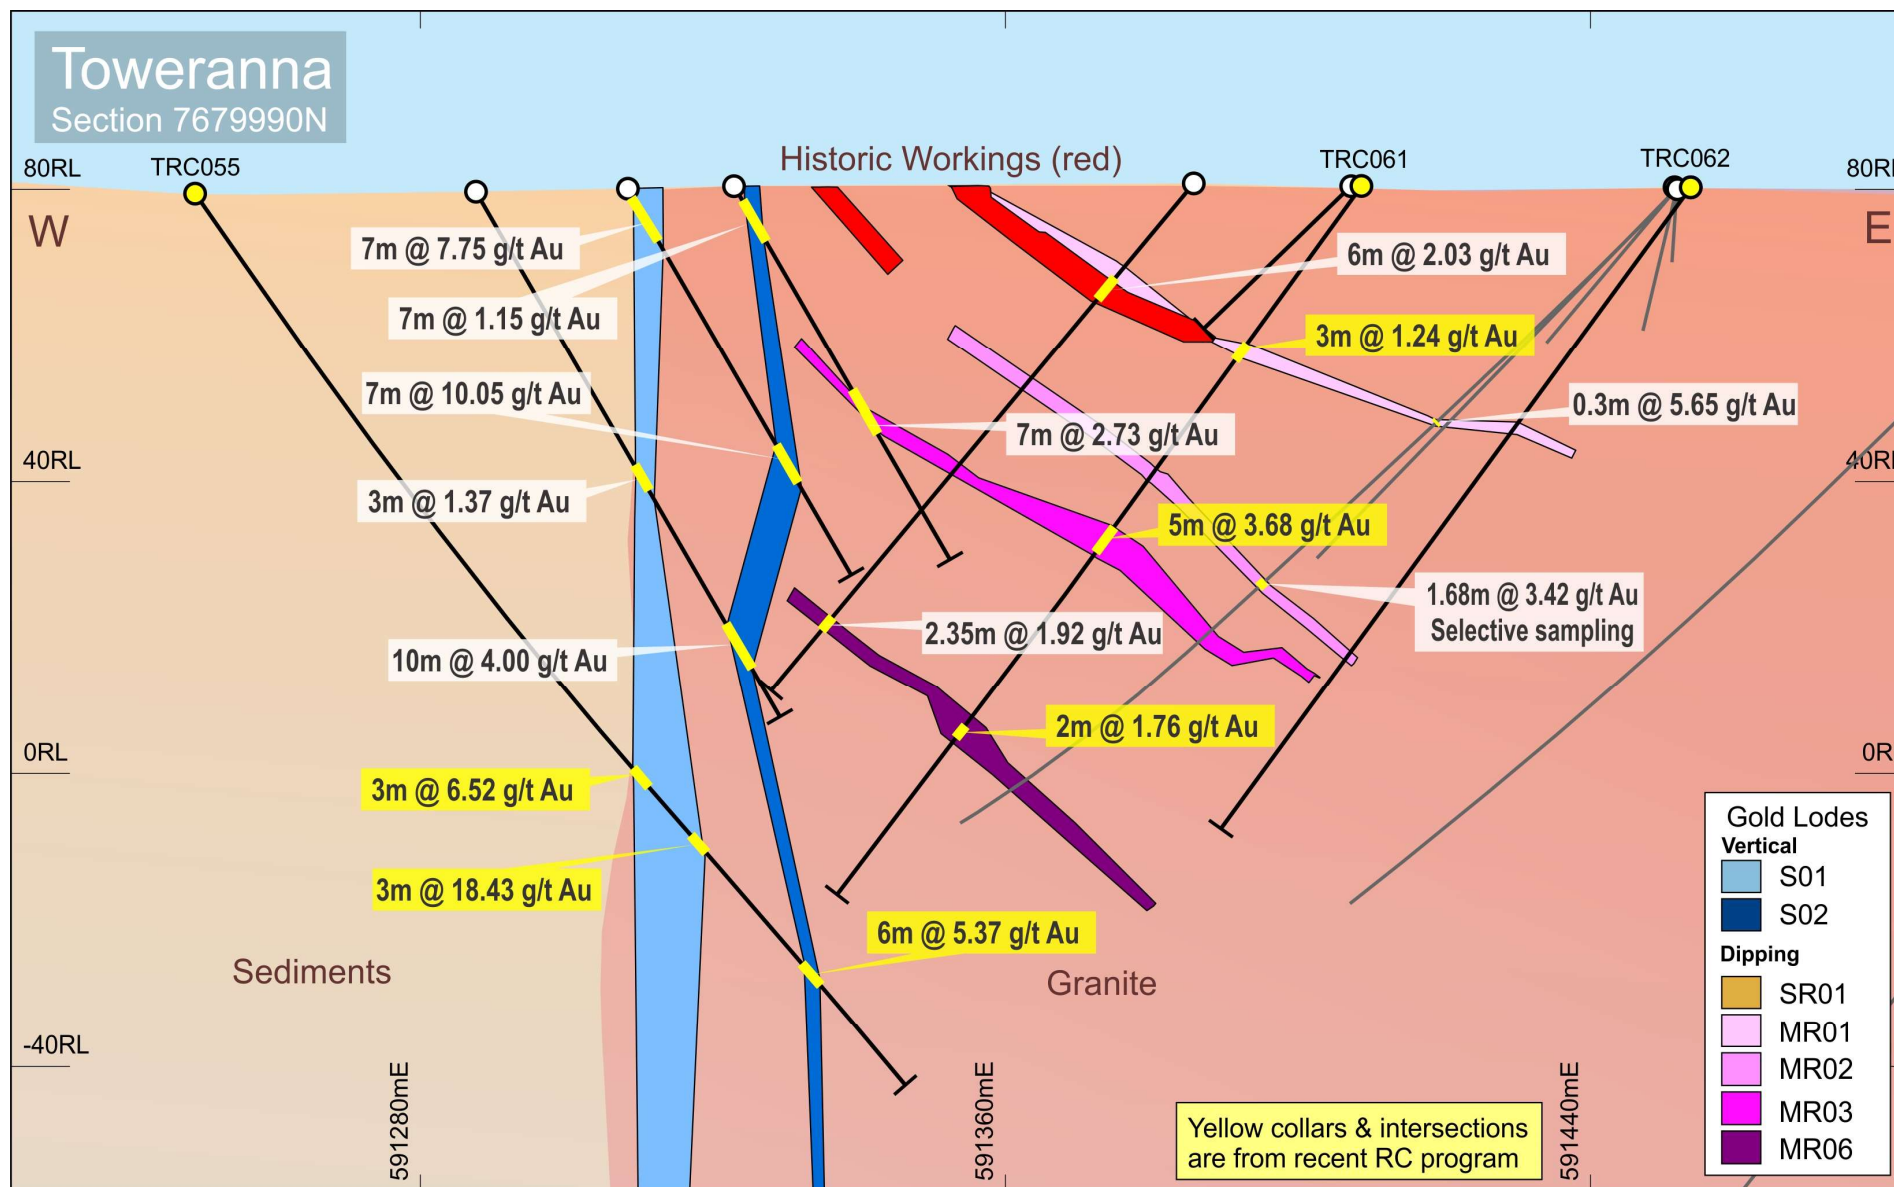 Toweranna
Section 7679990N
80RL
TRC055
Historic Workings (red)
TRC061
TRC062
80RL
W
E
7m @ 7.75 g/t Au
6m @ 2.03 g/t Au
7m @ 1.15 g/t Au
3m @ 1.24 g/t Au
7m @ 10.05 g/t Au
0.3m @ 5.65 g/t Au
7m @ 2.73 g/t Au
40RL
40RL
3m @ 1.37 g/t Au
5m @ 3.68 g/t Au
1.68m @ 3.42 g/t Au
Selective sampling
2.35m @ 1.92 g/t Au
10m @ 4.00 g/t Au
2m @ 1.76 g/t Au
0RL
0R
3m @ 6.52 g/t Au
3m @ 18.43 g/t Au
6m @ 5.37 g/t Au
Sediments
Granite
-40RL
591280mE
591360mE
591440mE
Gold Lodes
Vertical
S01
S02
Dipping
SR01
MR01
MR02
MR03
MR06
Yellow collars & intersections
are from recent RC program